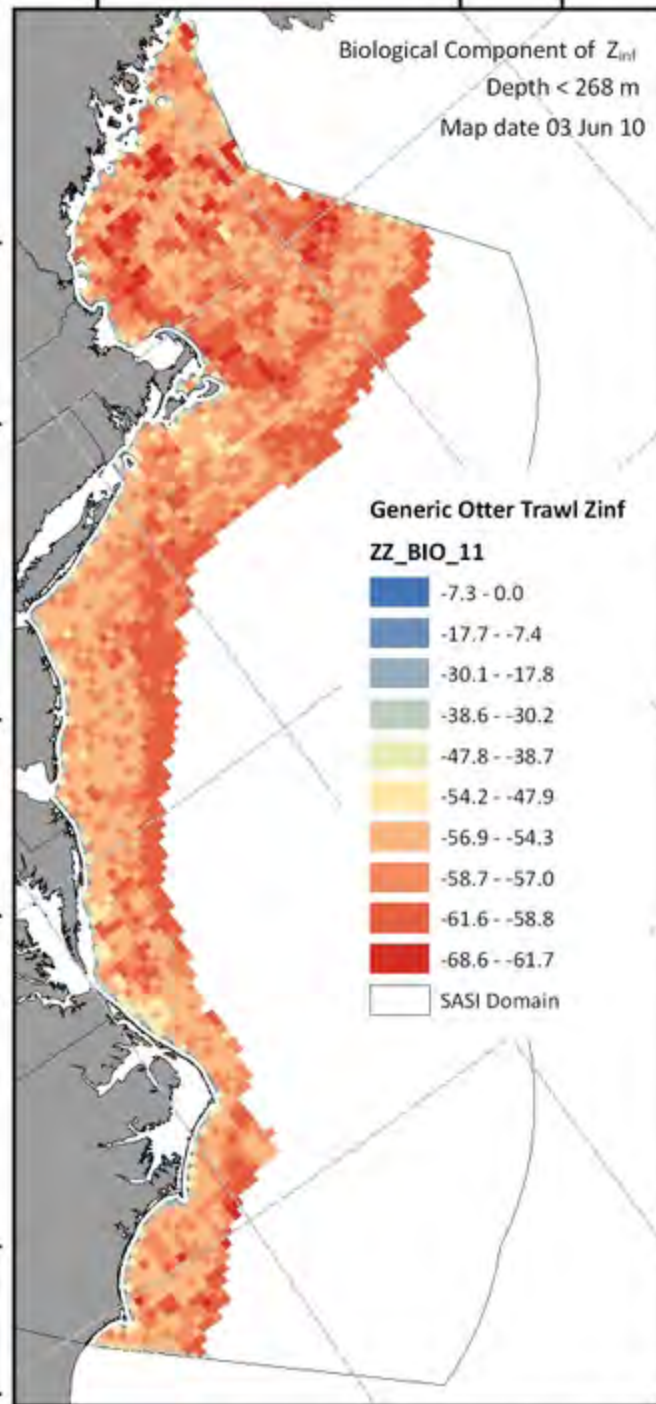 Biological Component of Zinf
Depth < 268 m
Map date 03 Jun 10
Generic Otter Trawl Zinf
ZZ_BIO_11
-7.3 - 0.0
-17.7 - -7.4
-30.1 - -17.8
-38.6 - -30.2
-47.8 - -38.7
-54.2 - -47.9
-56.9 - -54.3
-58.7 - -57.0
-61.6 - -58.8
-68.6 - -61.7
SASI Domain